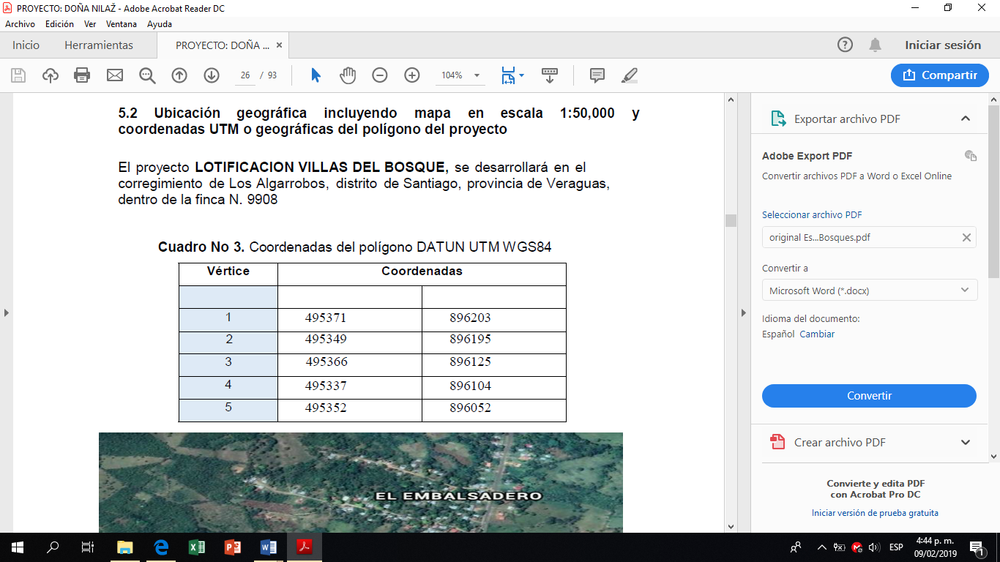 PROYECTO: DOÑA NILAŽ - Adobe Acrobat Reader DC
Archivo Edición Ver Ventana Ayuda
Inicio Herramientas PROYECTO: DOÑA ... × Iniciar sesión
26 / 93 104% Compartir
5.2 Ubicación geográfica incluyendo mapa en escala 1:50,000 y
coordenadas UTM o geográficas del polígono del proyecto
El proyecto LOTIFICACION VILLAS DEL BOSQUE, se desarrollará en el
corregimiento de Los Algarrobos, distrito de Santiago, provincia de Veraguas,
dentro de la finca N. 9908
Cuadro No 3. Coordenadas del polígono DATUN UTM WGS84
Vértice Coordenadas
1 495371 896203
2 495349 896195
3 495366 896125
4 495337 896104
5 495352 896052
EL EMBALSADERO
Exportar archivo PDF
Adobe Export PDF
Convertir archivos PDF a Word o Excel Online
Seleccionar archivo PDF
original Es...Bosques.pdf
Convertir a
Microsoft Word (*.docx)
Idioma del documento:
Español Cambiar
Convertir
Crear archivo PDF
Convierte y edita PDF
con Acrobat Pro DC
Iniciar versión de prueba gratuita
ESP
4:44 p. m.
09/02/2019
1